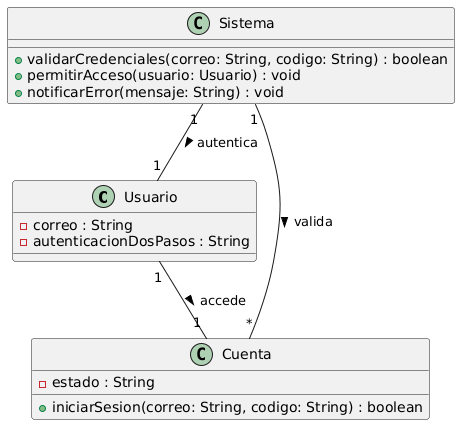 C Sistema
validarCredenciales(correo: String, codigo: String) : boolean
permitirAcceso(usuario: Usuario) : void
notificarError(mensaje: String) : void
1 1
autentica
1
C Usuario
correo : String
autenticacionDosPasos : String
valida
1
accede
1 *
C Cuenta
estado : String
iniciarSesion(correo: String, codigo: String) : boolean